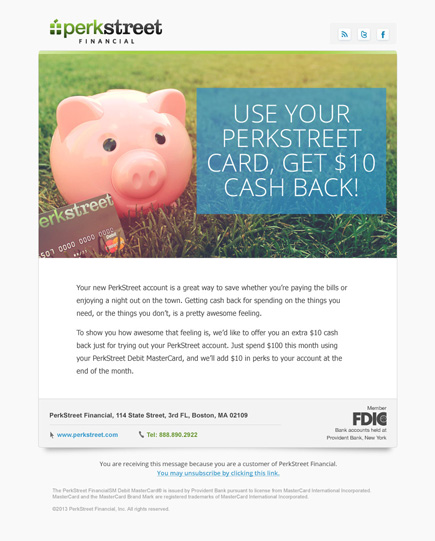 perkstreet
FINANCIAL
USE YOUR
PERKSTREET
CARD, GET $10
CASH BACK!
erkstreet
507 0000 0000 000
Your new PerkStreet account is a great way to save whether you're paying the bills or
enjoying a night out on the town. Getting cash back for spending on the things you
need, or the things you don't, is a pretty awesome feeling.
To show you how awesome that feeling is, we'd like to offer you an extra $10 cash
back just for trying out your PerkStreet account. Just spend $100 this month using
your PerkStreet Debit MasterCard, and we'll add $10 in perks to your account at the
end of the month.
PerkStreet Financial, 114 State Street, 3rd FL, Boston, MA 02109
www.perkstreet.com
Tel: 888.890.2922
Member
FDIC
Bank accounts held at
Provident Bank, New York
You are receiving this message because you are a customer of PerkStreet Financial.
You may unsubscribe by clicking this link.
The PerkStreet FinancialSM Debit MasterCard® is issued by Provident Bank pursuant to license from MasterCard International Incorporated.
MasterCard and the MasterCard Brand Mark are registered trademarks of MasterCard International Incorporated.
©2013 PerkStreet Financial, Inc. All rights reserved.